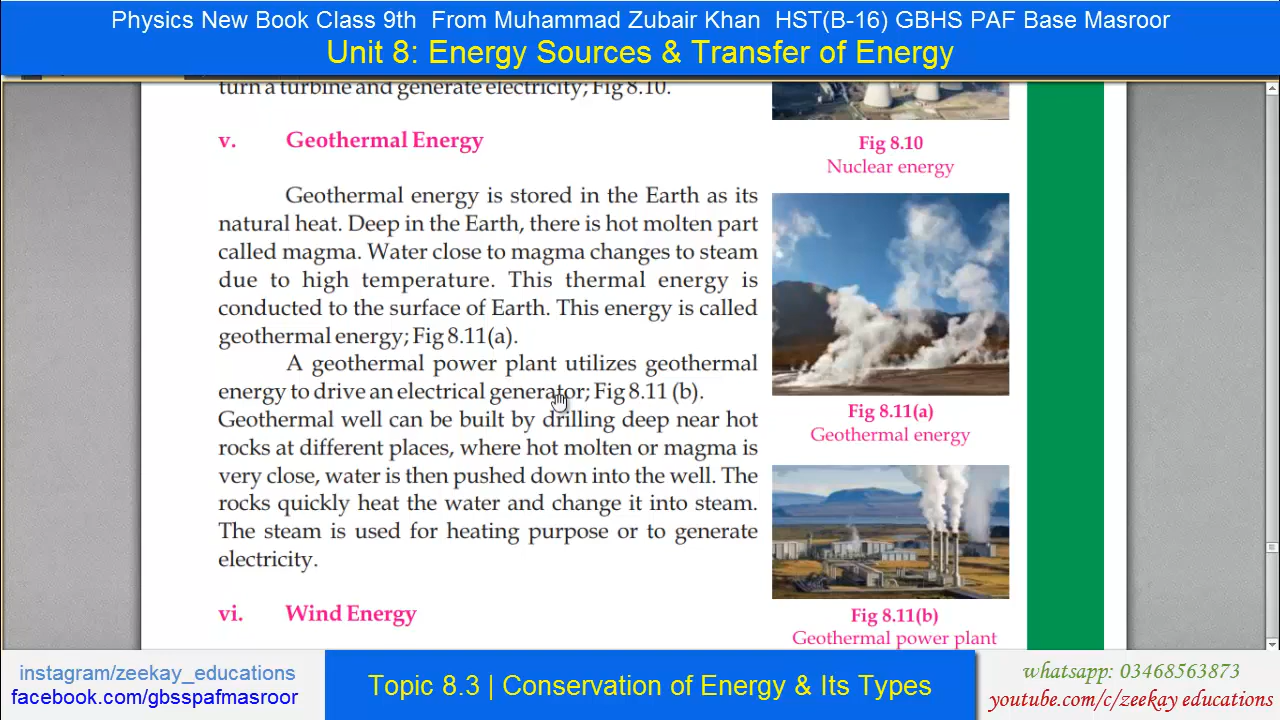 Physics New Book Class 9th From Muhammad Zubair Khan HST(B-16) GBHS PAF Base Masroor
Unit 8: Energy Sources & Transfer of Energy
turn a turbine and generate electricity; Fig 8.10.
v. Geothermal Energy
Geothermal energy is stored in the Earth as its
natural heat. Deep in the Earth, there is hot molten part
called magma. Water close to magma changes to steam
due to high temperature. This thermal energy is
conducted to the surface of Earth. This energy is called
geothermal energy; Fig 8.11(a).
A geothermal power plant utilizes geothermal
energy to drive an electrical generator; Fig 8.11 (b).
Geothermal well can be built by drilling deep near hot
rocks at different places, where hot molten or magma is
very close, water is then pushed down into the well. The
rocks quickly heat the water and change it into steam.
The steam is used for heating purpose or to generate
electricity.
vi. Wind Energy
Fig 8.10
Nuclear energy
Fig 8.11(a)
Geothermal energy
Fig 8.11(b)
Geothermal power plant
instagram/zeekay_educations
facebook.com/gbsspafmasroor
Topic 8.3 | Conservation of Energy & Its Types
whatsapp: 03468563873
youtube.com/c/zeekay educations